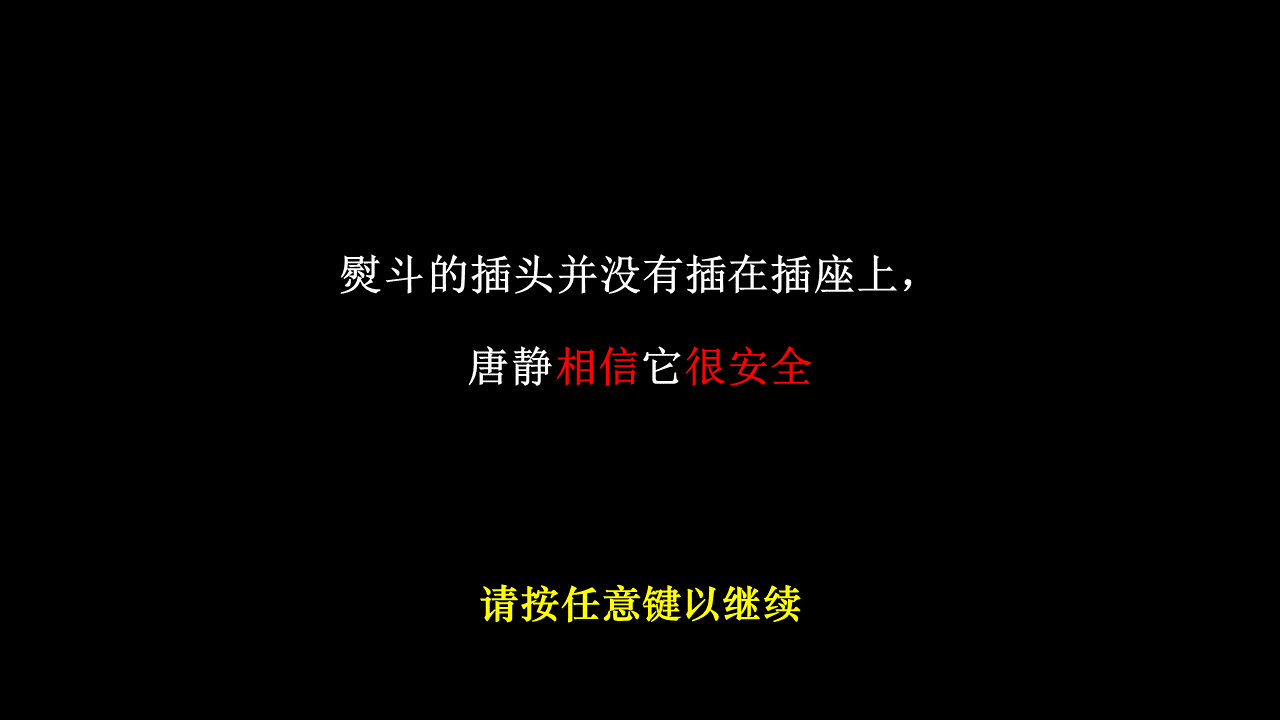 熨斗的插头并没有插在插座上，
唐静相信它很安全
请按任意键以继续